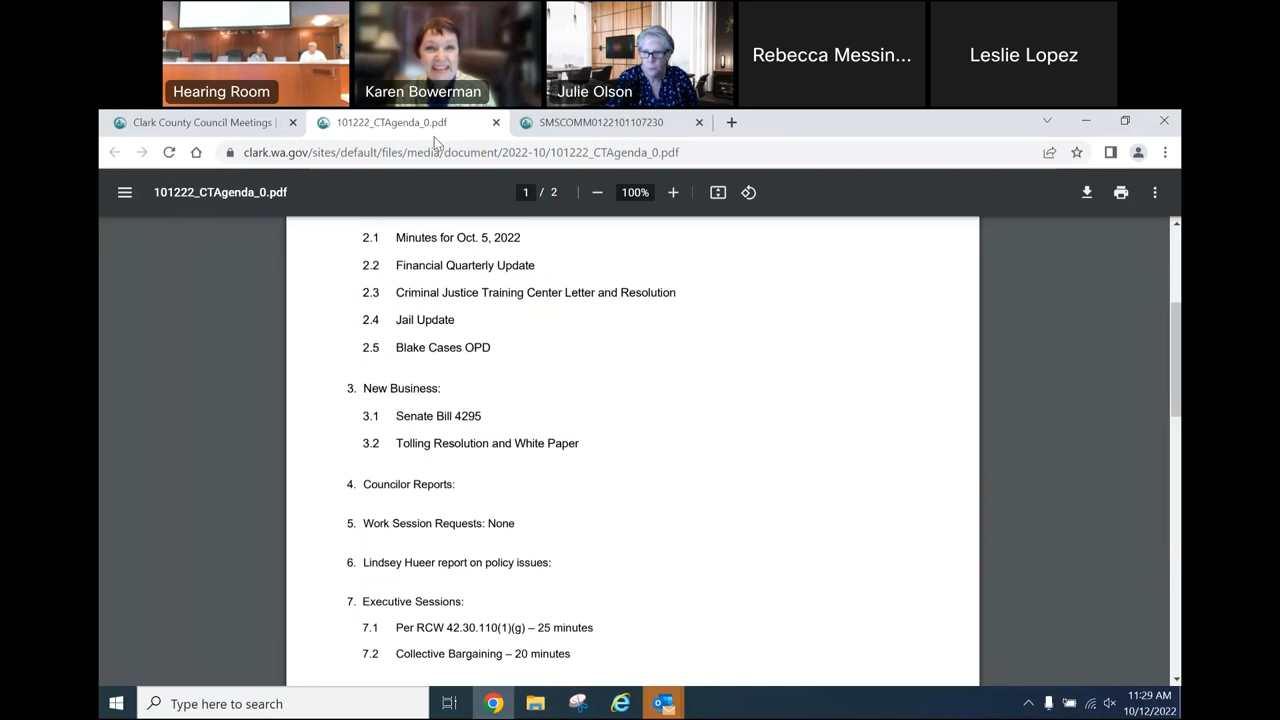 Hearing Room
Karen Bowerman
Julie Olson
Rebecca Messin...
Leslie Lopez
Clark County Council Meetings |
101222_CTAgenda_0.pdf
SMSCOMM0122101107230
clark.wa.gov/sites/default/files/media/document/2022-10/101222_CTAgenda_0.pdf
101222_CTAgenda_0.pdf
1 / 2
100%
2.1 Minutes for Oct. 5, 2022
2.2 Financial Quarterly Update
2.3 Criminal Justice Training Center Letter and Resolution
2.4 Jail Update
2.5 Blake Cases OPD
3. New Business:
3.1 Senate Bill 4295
3.2 Tolling Resolution and White Paper
4. Councilor Reports:
5. Work Session Requests: None
6. Lindsey Hueer report on policy issues:
7. Executive Sessions:
7.1 Per RCW 42.30.110(1)(g) – 25 minutes
7.2 Collective Bargaining – 20 minutes
Type here to search
11:29 AM
10/12/2022